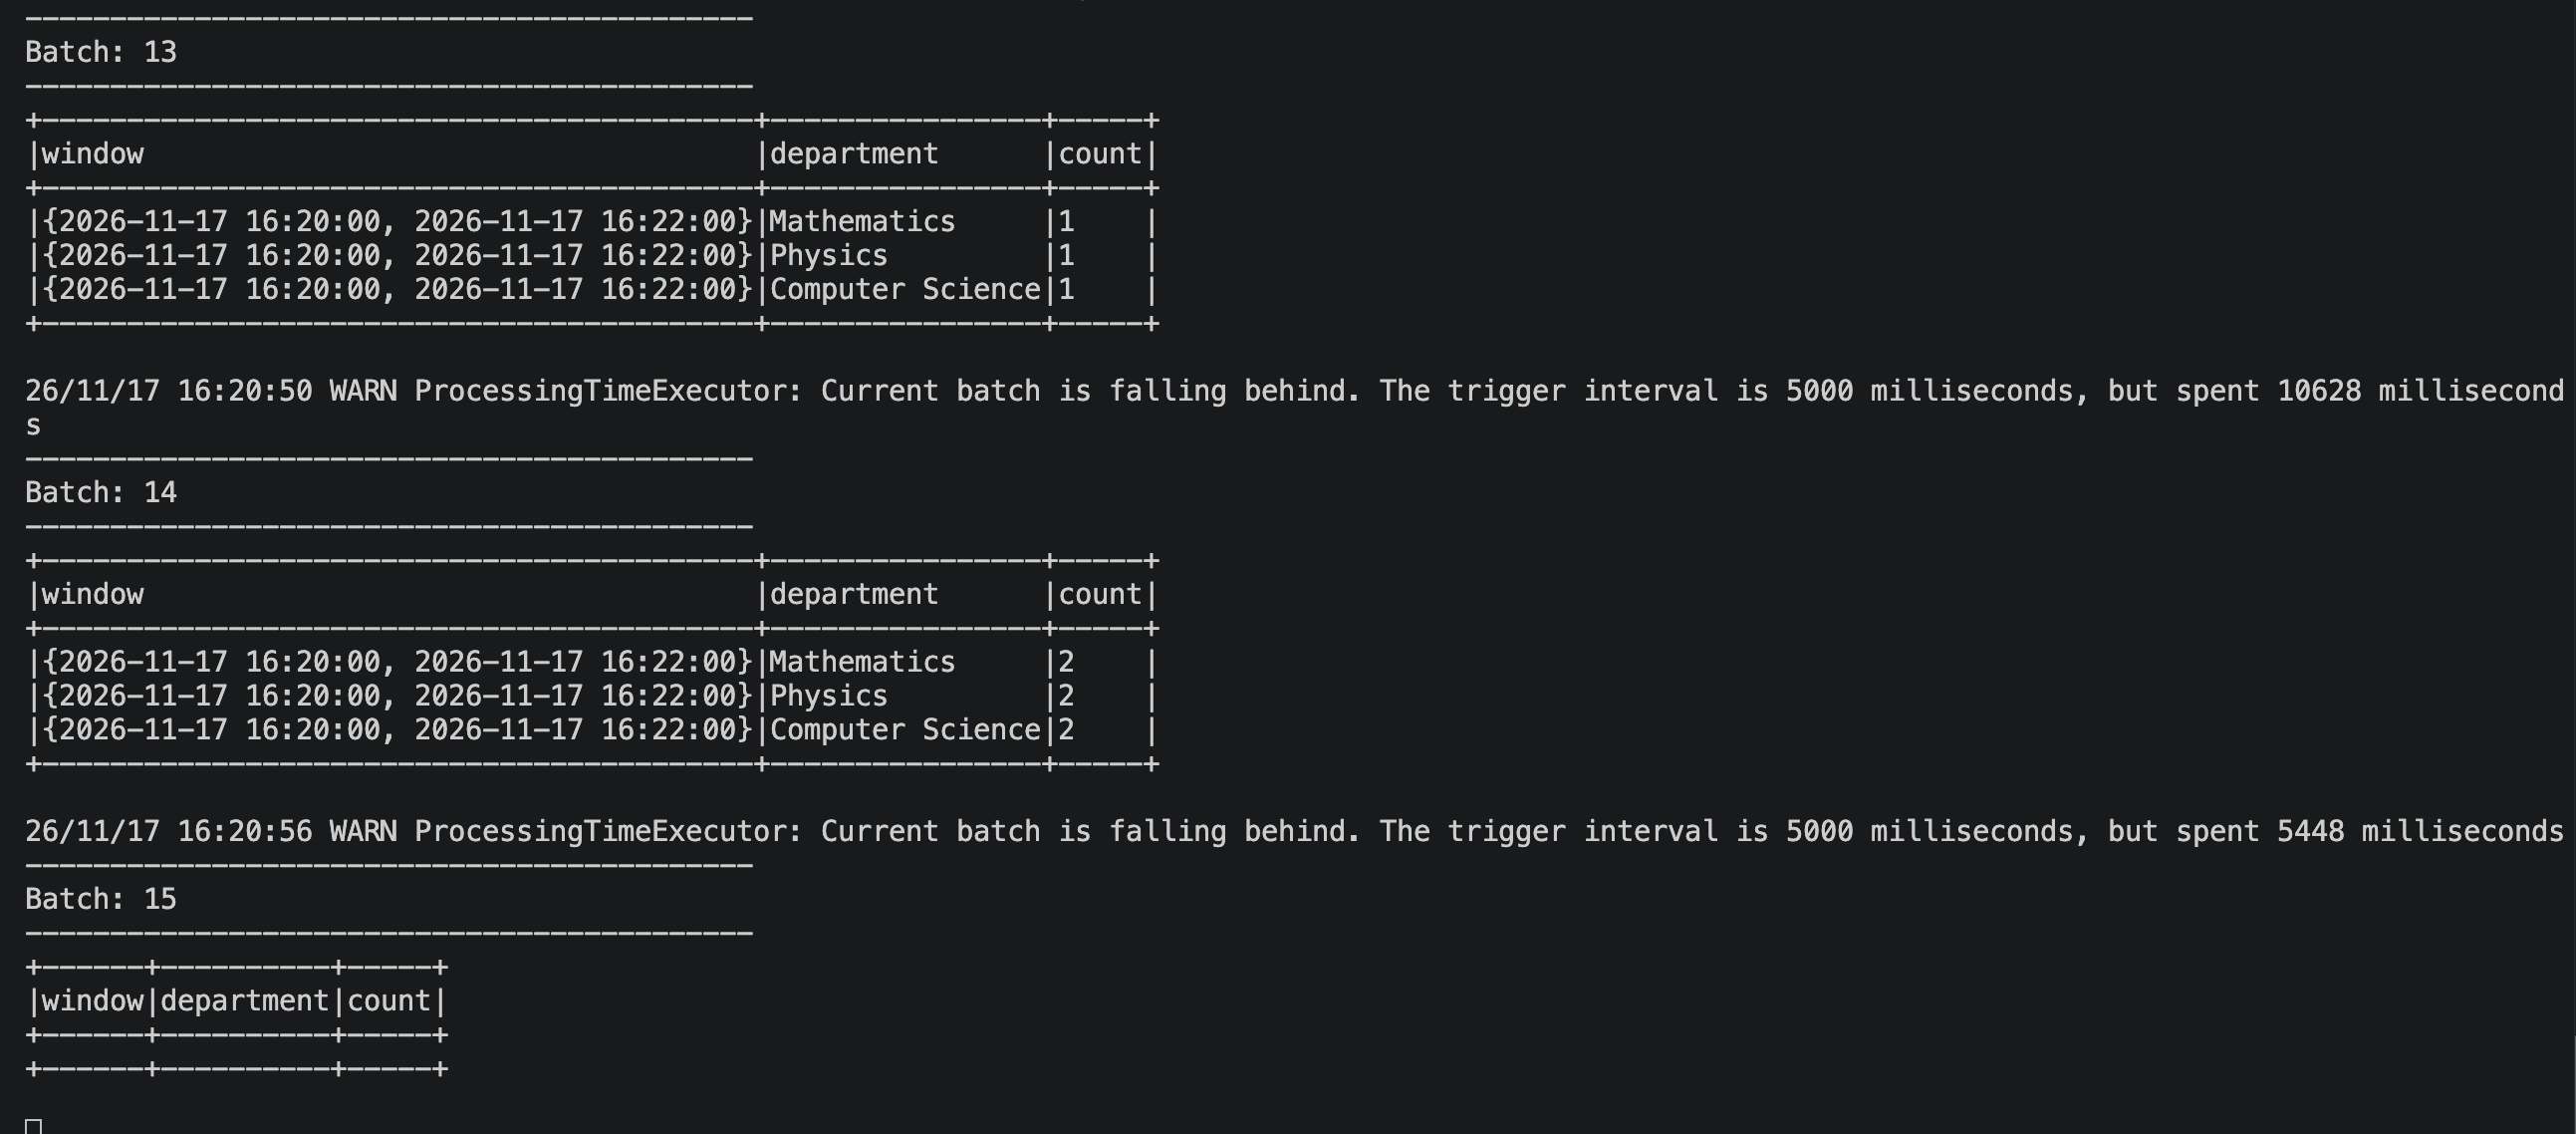 -------------------------------------------
Batch: 13
-------------------------------------------
+------------------------------------------+----------------+-----+
|window                                    |department      |count|
+------------------------------------------+----------------+-----+
|{2026-11-17 16:20:00, 2026-11-17 16:22:00}|Mathematics     |1    |
|{2026-11-17 16:20:00, 2026-11-17 16:22:00}|Physics         |1    |
|{2026-11-17 16:20:00, 2026-11-17 16:22:00}|Computer Science|1    |
+------------------------------------------+----------------+-----+
26/11/17 16:20:50 WARN ProcessingTimeExecutor: Current batch is falling behind. The trigger interval is 5000 milliseconds, but spent 10628 millisecond
s
-------------------------------------------
Batch: 14
-------------------------------------------
+------------------------------------------+----------------+-----+
|window                                    |department      |count|
+------------------------------------------+----------------+-----+
|{2026-11-17 16:20:00, 2026-11-17 16:22:00}|Mathematics     |2    |
|{2026-11-17 16:20:00, 2026-11-17 16:22:00}|Physics         |2    |
|{2026-11-17 16:20:00, 2026-11-17 16:22:00}|Computer Science|2    |
+------------------------------------------+----------------+-----+
26/11/17 16:20:56 WARN ProcessingTimeExecutor: Current batch is falling behind. The trigger interval is 5000 milliseconds, but spent 5448 milliseconds
-------------------------------------------
Batch: 15
-------------------------------------------
+------+----------+-----+
|window|department|count|
+------+----------+-----+
+------+----------+-----+